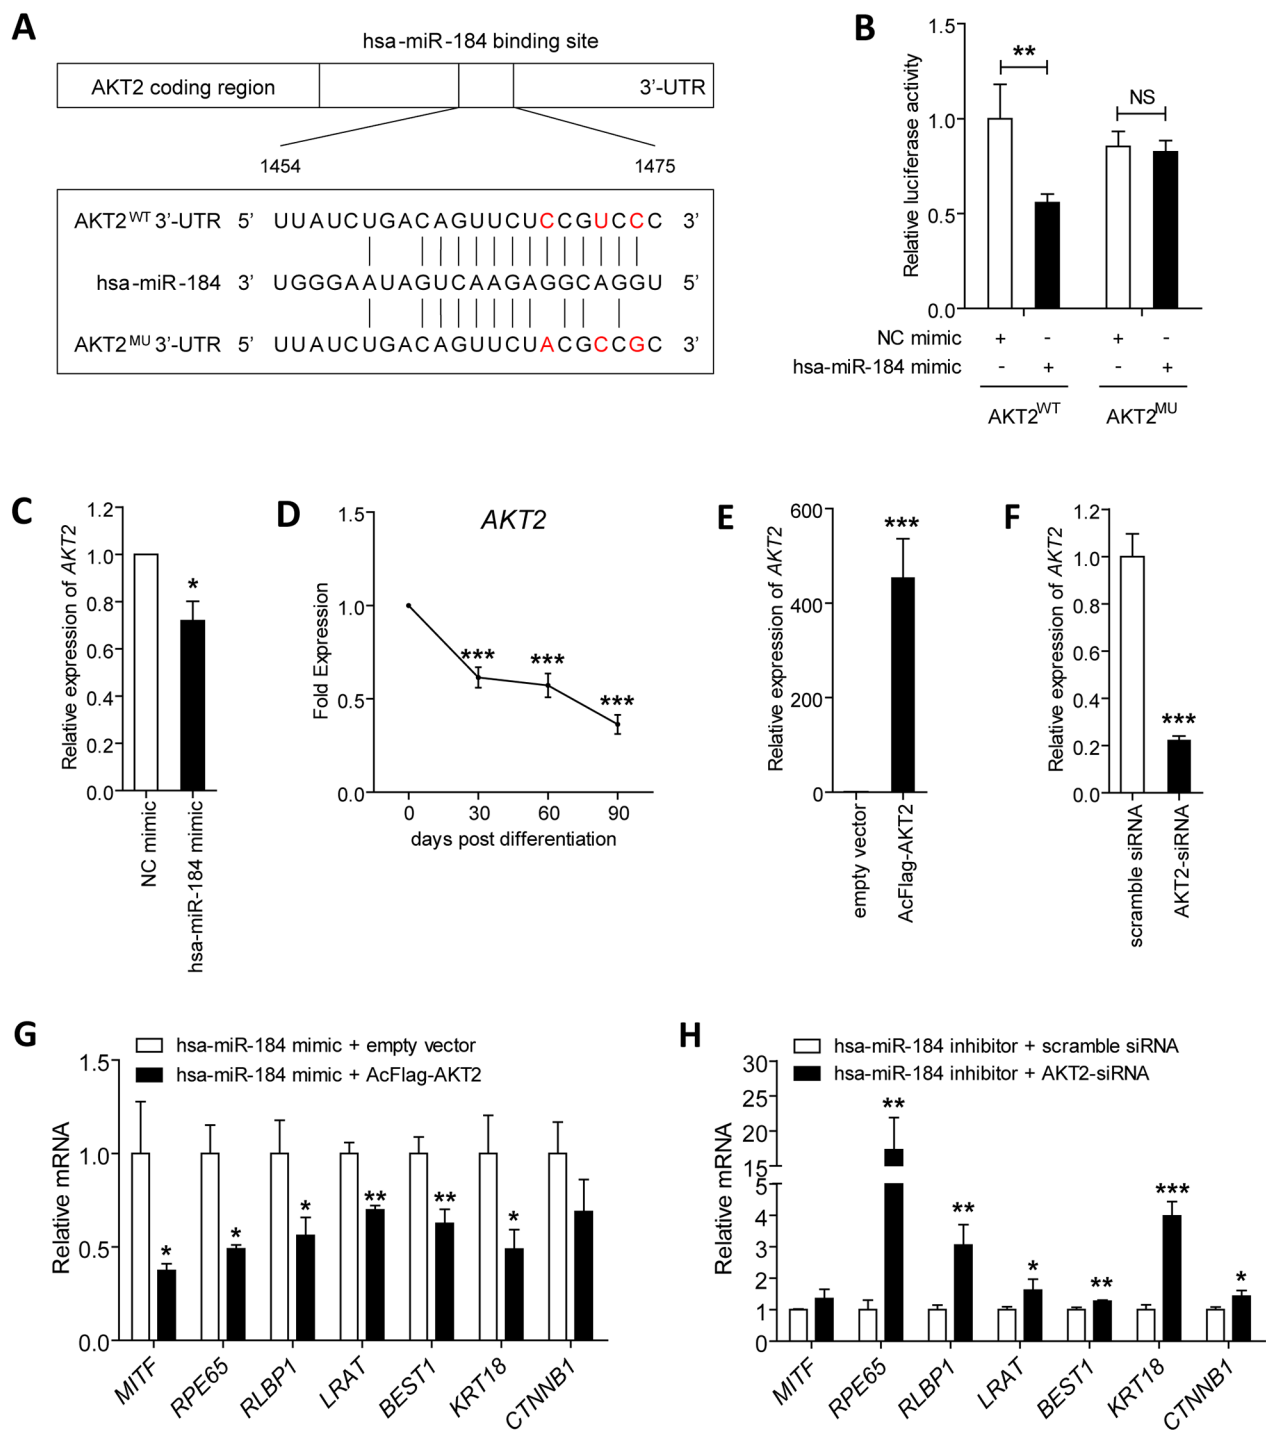 A
hsa-miR-184 binding site
AKT2 coding region
3’-UTR
1454
1475
AKT2WT 3’-UTR 5’ UUAUCUGACAGUUCUCCGUCC C 3’
hsa-miR-184 3’ UGGGAAUAGUCAAGAGGCAGGU 5’
AKT2MU 3’-UTR 5’ UUAUCUGACAGUUCUACGCCGC 3’
B
Relative luciferase activity
1.5
1.0
0.5
0.0
**
NS
NC mimic + - + -
hsa-miR-184 mimic - + - +
AKT2WT
AKT2MU
C
Relative expression of AKT2
1.2
1.0
0.8
0.6
0.4
0.2
0.0
*
NC mimic
hsa-miR-184 mimic
D
AKT2
Fold Expression
1.5
1.0
0.5
0.0
***
***
***
0 30 60 90
days post differentiation
E
Relative expression of AKT2
600
400
200
0
***
empty vector
AcFlag-AKT2
F
Relative expression of AKT2
1.2
1.0
0.8
0.6
0.4
0.2
0.0
***
scramble siRNA
AKT2-siRNA
G
hsa-miR-184 mimic + empty vector
hsa-miR-184 mimic + AcFlag-AKT2
Relative mRNA
1.5
1.0
0.5
0.0
* * * ** ** *
MITF RPE65 RLBP1 LRAT BEST1 KRT18 CTNNB1
H
hsa-miR-184 inhibitor + scramble siRNA
hsa-miR-184 inhibitor + AKT2-siRNA
Relative mRNA
30
25
20
15
5
4
3
2
1
0
** ** * ** *** *
MITF RPE65 RLBP1 LRAT BEST1 KRT18 CTNNB1